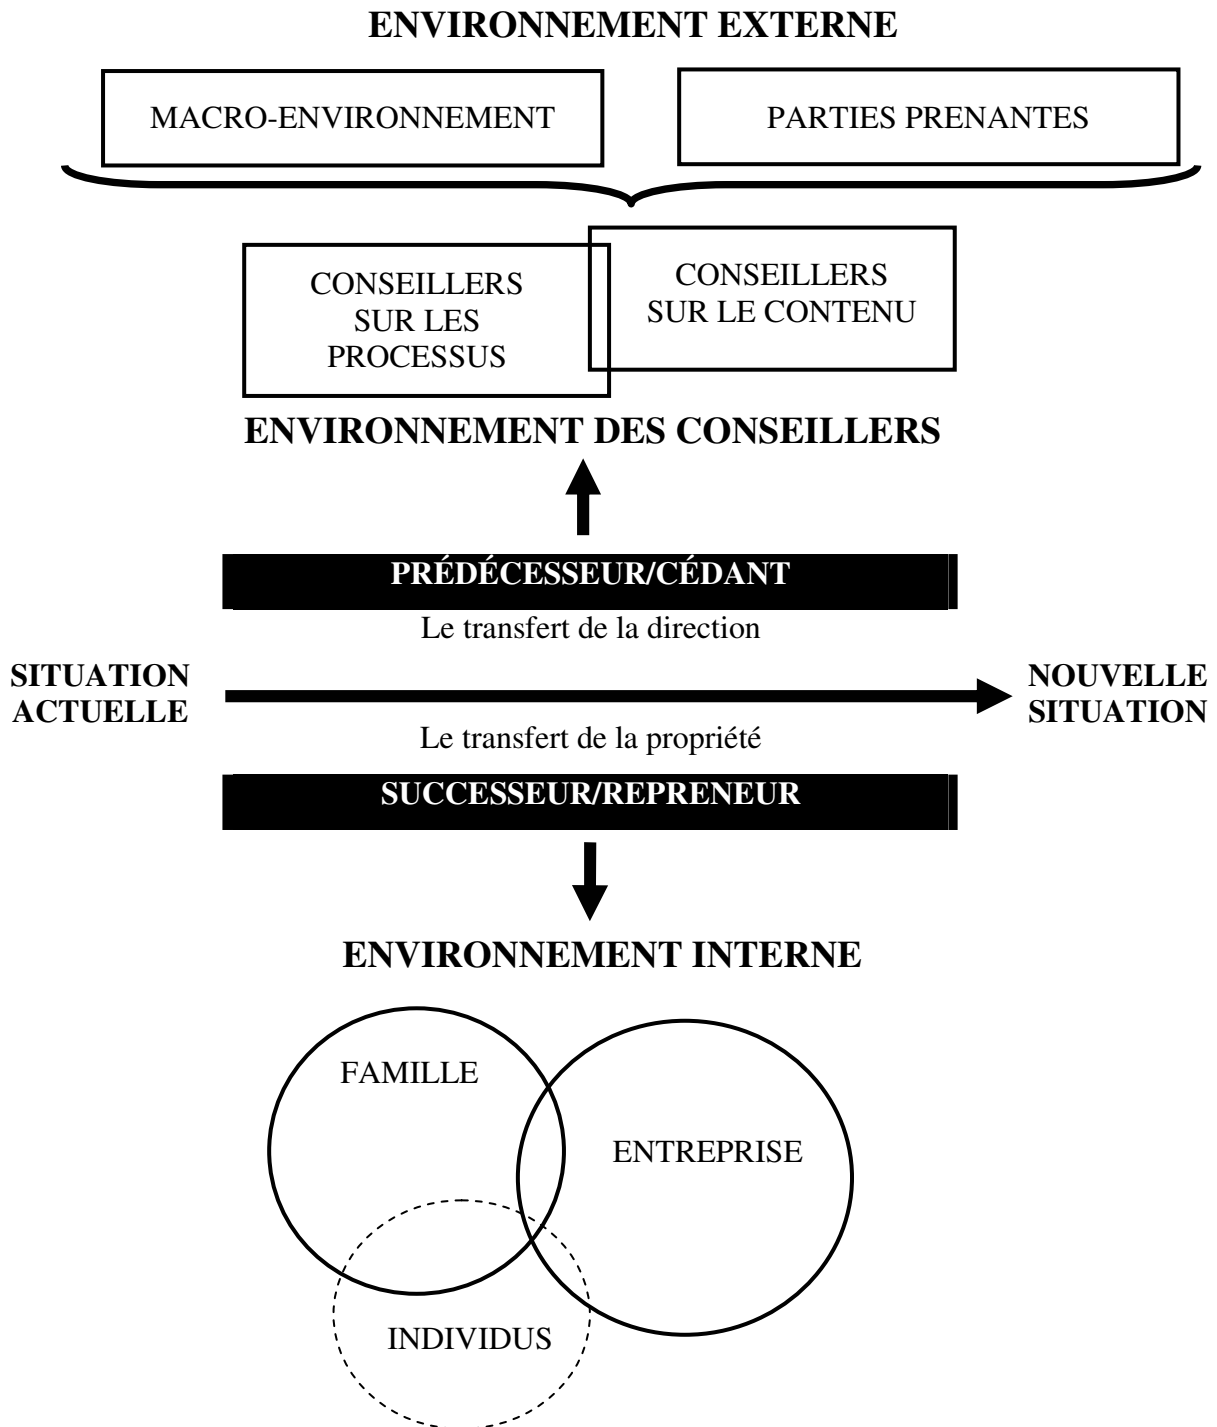 ENVIRONNEMENT EXTERNE
MACRO-ENVIRONNEMENT
PARTIES PRENANTES
CONSEILLERS
SUR LES
PROCESSUS
CONSEILLERS
SUR LE CONTENU
ENVIRONNEMENT DES CONSEILLERS
PRÉDÉCESSEUR/CÉDANT
Le transfert de la direction
SITUATION
ACTUELLE
NOUVELLE
SITUATION
Le transfert de la propriété
SUCCESSEUR/REPRENEUR
ENVIRONNEMENT INTERNE
FAMILLE
ENTREPRISE
INDIVIDUS